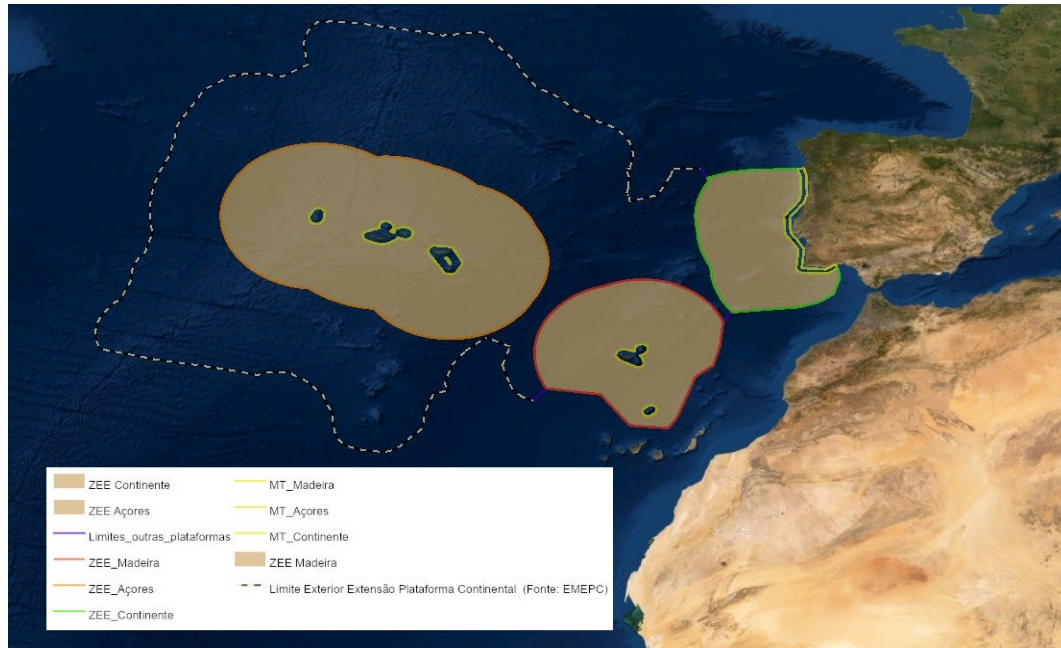 ZEE Continente
ZEE Açores
Limites_outras_plataformas
ZEE_Madeira
ZEE_Açores
ZEE_Continente
MT_Madeira
MT_Açores
MT_Continente
ZEE Madeira
Limite Exterior Extensão Plataforma Continental (Fonte: EMEPC)